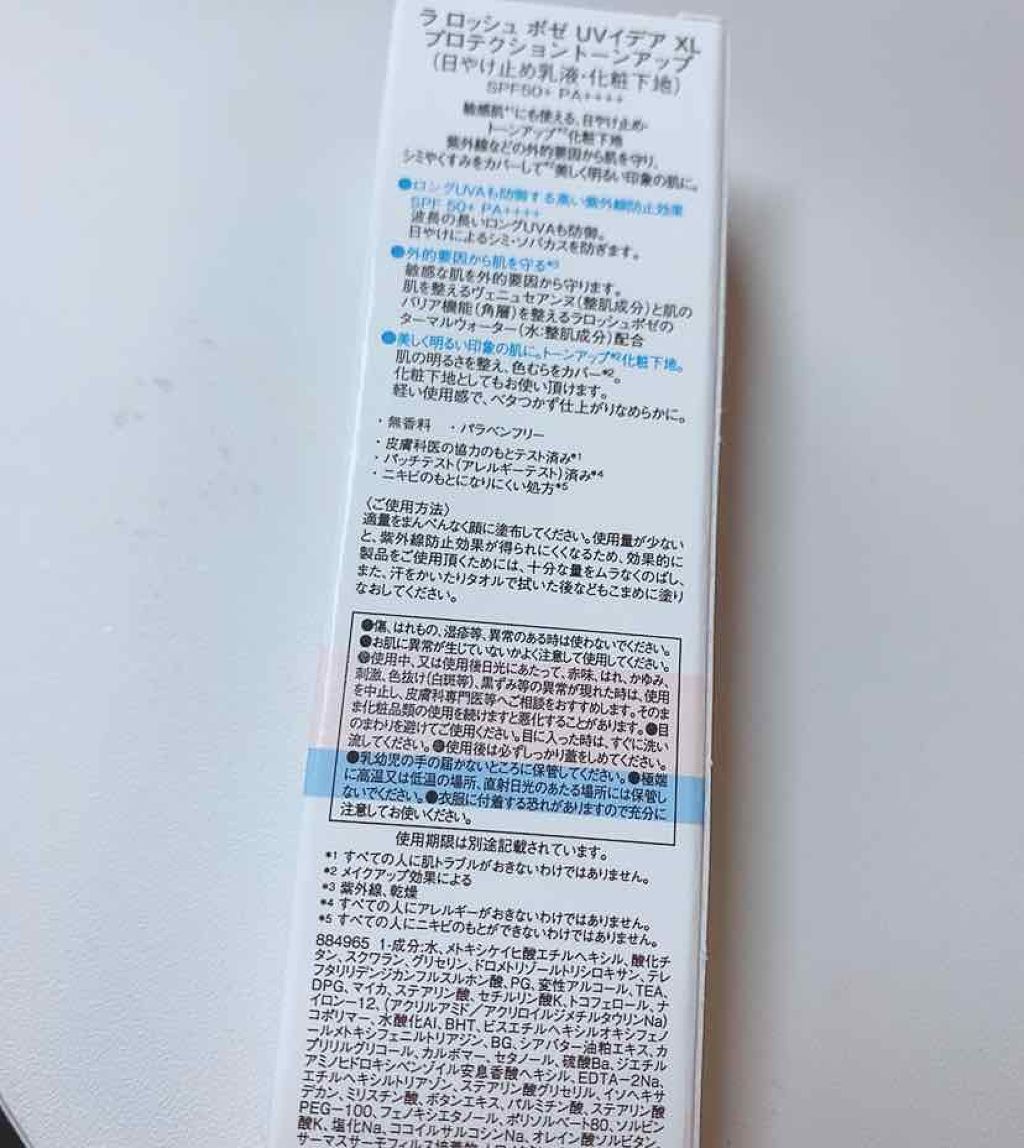 ラ ロッシュ ポゼ UVイデア XL
プロテクショントーンアップ
(日やけ止め乳液・化粧下地)
SPF50+ PA++++
敏感肌*1にも使える、日やけ止め・
トーンアップ*2化粧下地
紫外線などの外的要因から肌を守り、
シミやくすみをカバーして*2美しく明るい印象の肌に。
●ロングUVAも防御する高い紫外線防止効果
SPF 50+ PA++++
波長の長いロングUVAも防御。
日やけによるシミ・ソバカスを防ぎます。
●外的要因から肌を守る*3
敏感な肌を外的要因から守ります。
肌を整えるヴェニュセアンヌ(整肌成分)と肌の
バリア機能(角層)を整えるラロッシュポゼの
ターマルウォーター(水:整肌成分)配合
●美しく明るい印象の肌に。トーンアップ*2化粧下地。
肌の明るさを整え、色むらをカバー*2。
化粧下地としてもお使い頂けます。
軽い使用感で、ベタつかず仕上がりなめらかに。
・無香料 ・パラベンフリー
・皮膚科医の協力のもとテスト済み*1
・パッチテスト(アレルギーテスト)済み*4
・ニキビのもとになりにくい処方*5
〈ご使用方法〉
適量をまんべんなく顔に塗布してください。使用量が少ない
と、紫外線防止効果が得られにくくなるため、効果的に
製品をご使用頂くためには、十分な量をムラなくのばし、
また、汗をかいたりタオルで拭いた後などもこまめに塗り
なおしてください。
●傷、はれもの、湿疹等、異常のある時は使わないでください。
●お肌に異常が生じていないかよく注意して使用してください。
●使用中、又は使用後日光にあたって、赤味、はれ、かゆみ、
刺激、色抜け(白斑等)、黒ずみ等の異常が現れた時は、使用
を中止し、皮膚科専門医等へご相談をおすすめします。そのま
ま化粧品類の使用を続けますと悪化することがあります。●目
のまわりを避けてご使用ください。目に入った時は、すぐに洗い
流してください。●使用後は必ずしっかり蓋をしめてください。
●乳幼児の手の届かないところに保管してください。●極端
に高温又は低温の場所、直射日光のあたる場所には保管し
ないでください。●衣服に付着する恐れがありますので充分に
注意してお使いください。
使用期限は別途記載されています。
*1 すべての人に肌トラブルがおきないわけではありません。
*2 メイクアップ効果による
*3 紫外線、乾燥
*4 すべての人にアレルギーがおきないわけではありません。
*5 すべての人にニキビのもとができないわけではありません。
884965 1-成分:水、メトキシケイヒ酸エチルヘキシル、酸化チ
タン、スクワラン、グリセリン、ドロメトリゾールトリシロキサン、テレ
フタリリデンジカンフルスルホン酸、PG、変性アルコール、TEA、
DPG、マイカ、ステアリン酸、セチルリン酸K、トコフェロール、ナ
イロン-12、(アクリルアミド/アクリロイルジメチルタウリンNa)
コポリマー、水酸化Al、BHT、ビスエチルヘキシルオキシフェノ
ールメトキシフェニルトリアジン、BG、シアバター油粕エキス、カ
プリリルグリコール、カルボマー、セタノール、硫酸Ba、ジエチル
アミノヒドロキシベンゾイル安息香酸ヘキシル、EDTA-2Na、
エチルヘキシルトリアゾン、ステアリン酸グリセリル、イソヘキサ
デカン、ミリスチン酸、ボタンエキス、パルミチン酸、ステアリン酸
PEG-100、フェノキシエタノール、ポリソルベート80、ソルビン
酸K、塩化Na、ココイルサルコシンNa、オレイン酸ソルビタン、
サーマスサーモフィルス培養